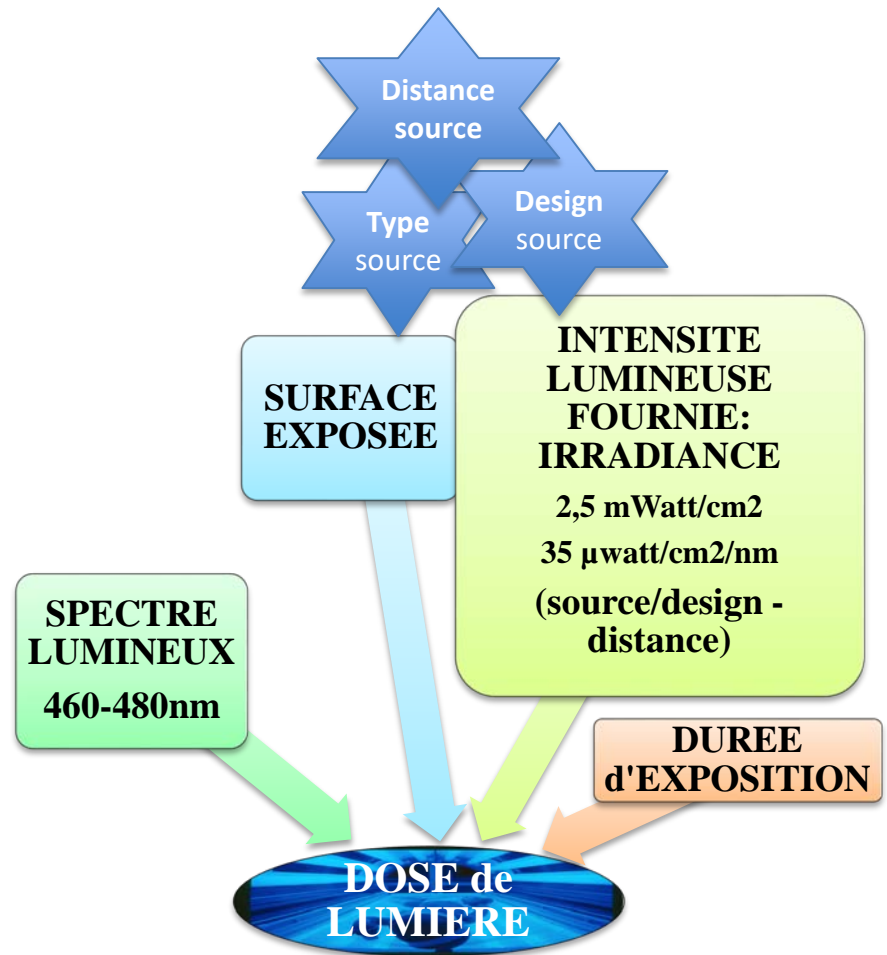 Distance
source
Type
source
Design
source
SURFACE
EXPOSEE
INTENSITE
LUMINEUSE
FOURNIE:
IRRADIANCE
2,5 mWatt/cm2
35 µwatt/cm2/nm
(source/design -
distance)
SPECTRE
LUMINEUX
460-480nm
DUREE
d'EXPOSITION
DOSE de
LUMIERE